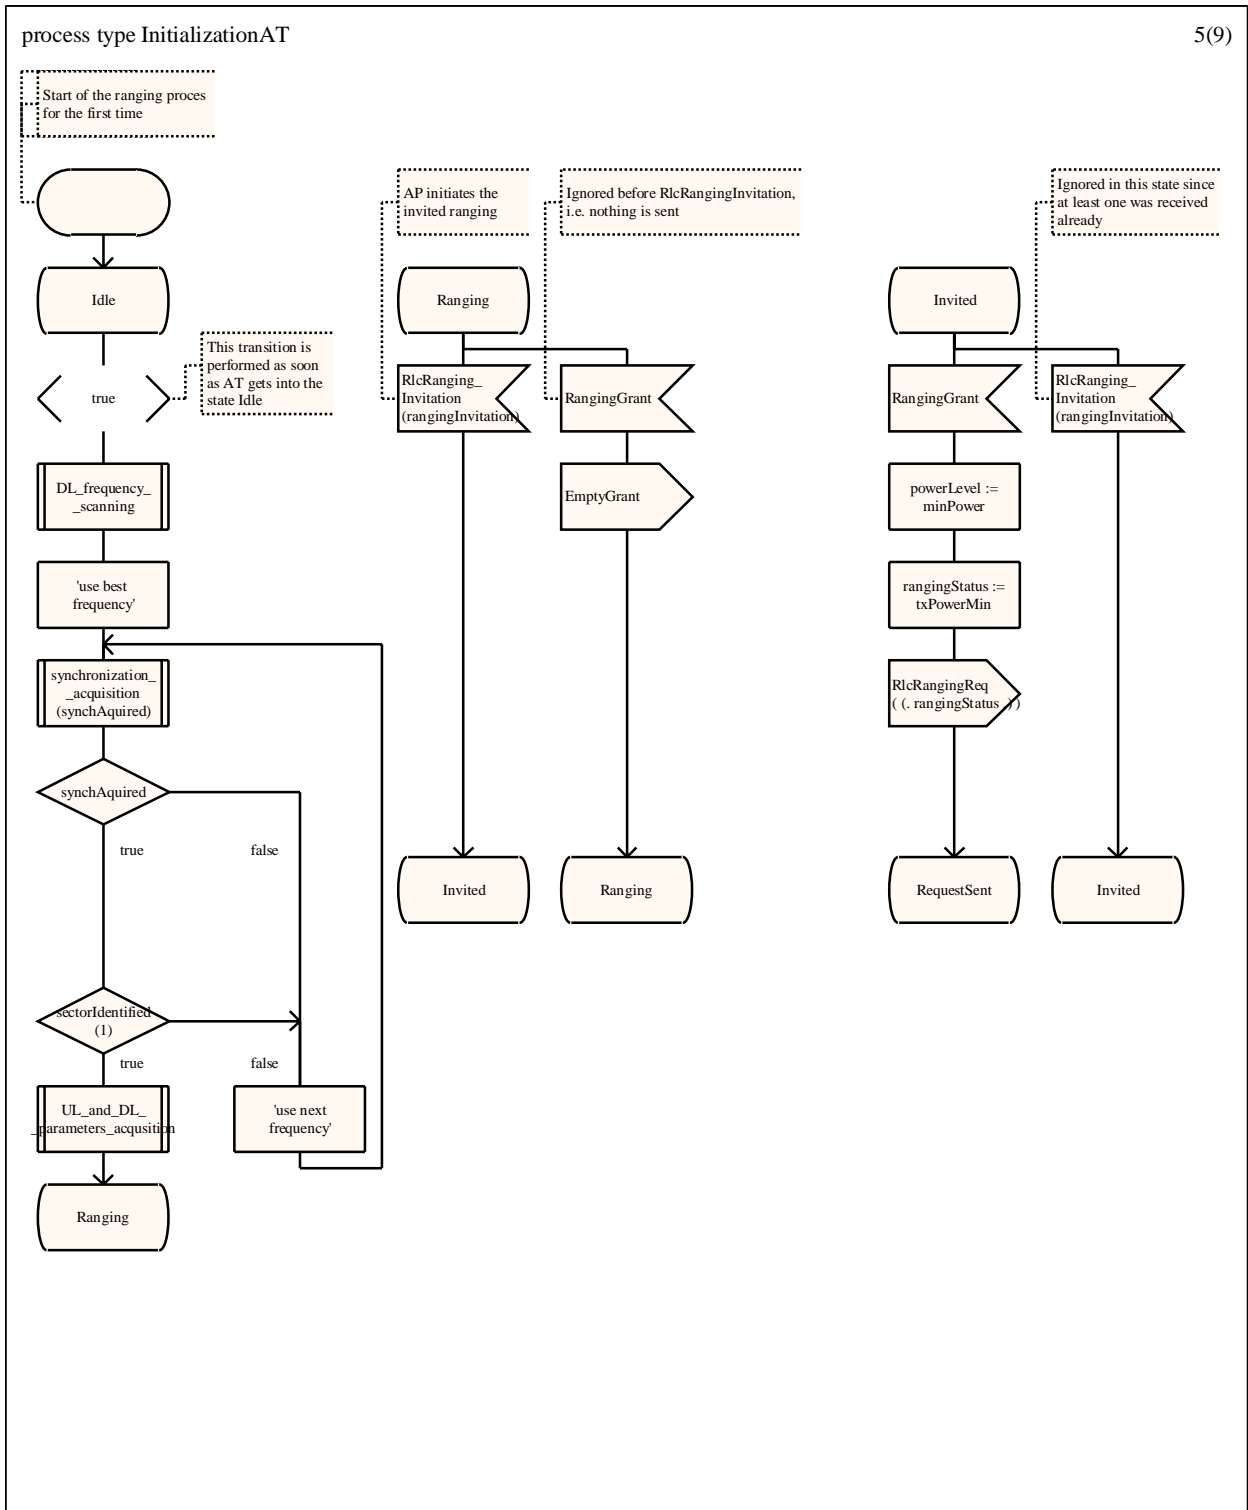 process type InitializationAT
5(9)
Start of the ranging proces
for the first time
Idle
true
This transition is
performed as soon
as AT gets into the
state Idle
DL_frequency_
_scanning
'use best
frequency'
synchronization_
_acquisition
(synchAquired)
synchAquired
true
false
sectorIdentified
(1)
true
false
UL_and_DL_
_parameters_acqusition
'use next
frequency'
Ranging
AP initiates the
invited ranging
Ignored before RlcRangingInvitation,
i.e. nothing is sent
Ranging
RlcRanging_
Invitation
(rangingInvitation)
RangingGrant
EmptyGrant
Invited
Ranging
Ignored in this state since
at least one was received
already
Invited
RangingGrant
RlcRanging_
Invitation
(rangingInvitation)
powerLevel :=
minPower
rangingStatus :=
txPowerMin
RlcRangingReq
( (. rangingStatus .) )
RequestSent
Invited